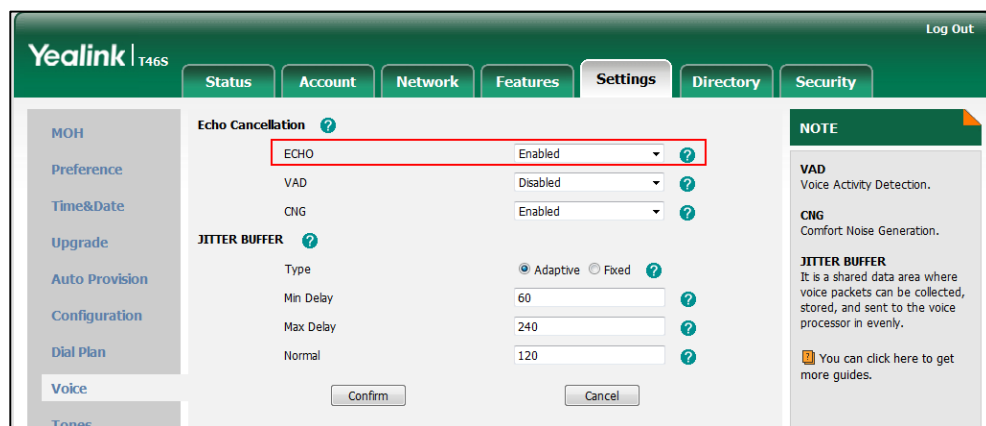 Log Out
Yealink | T46S
Status Account Network Features Settings Directory Security
MOH
Preference
Time&Date
Upgrade
Auto Provision
Configuration
Dial Plan
Voice
Tones
Echo Cancellation ?
ECHO Enabled ?
VAD Disabled ?
CNG Enabled ?
JITTER BUFFER ?
Type Adaptive Fixed ?
Min Delay 60 ?
Max Delay 240 ?
Normal 120 ?
Confirm Cancel
NOTE
VAD
Voice Activity Detection.
CNG
Comfort Noise Generation.
JITTER BUFFER
It is a shared data area where
voice packets can be collected,
stored, and sent to the voice
processor in evenly.
? You can click here to get
more guides.